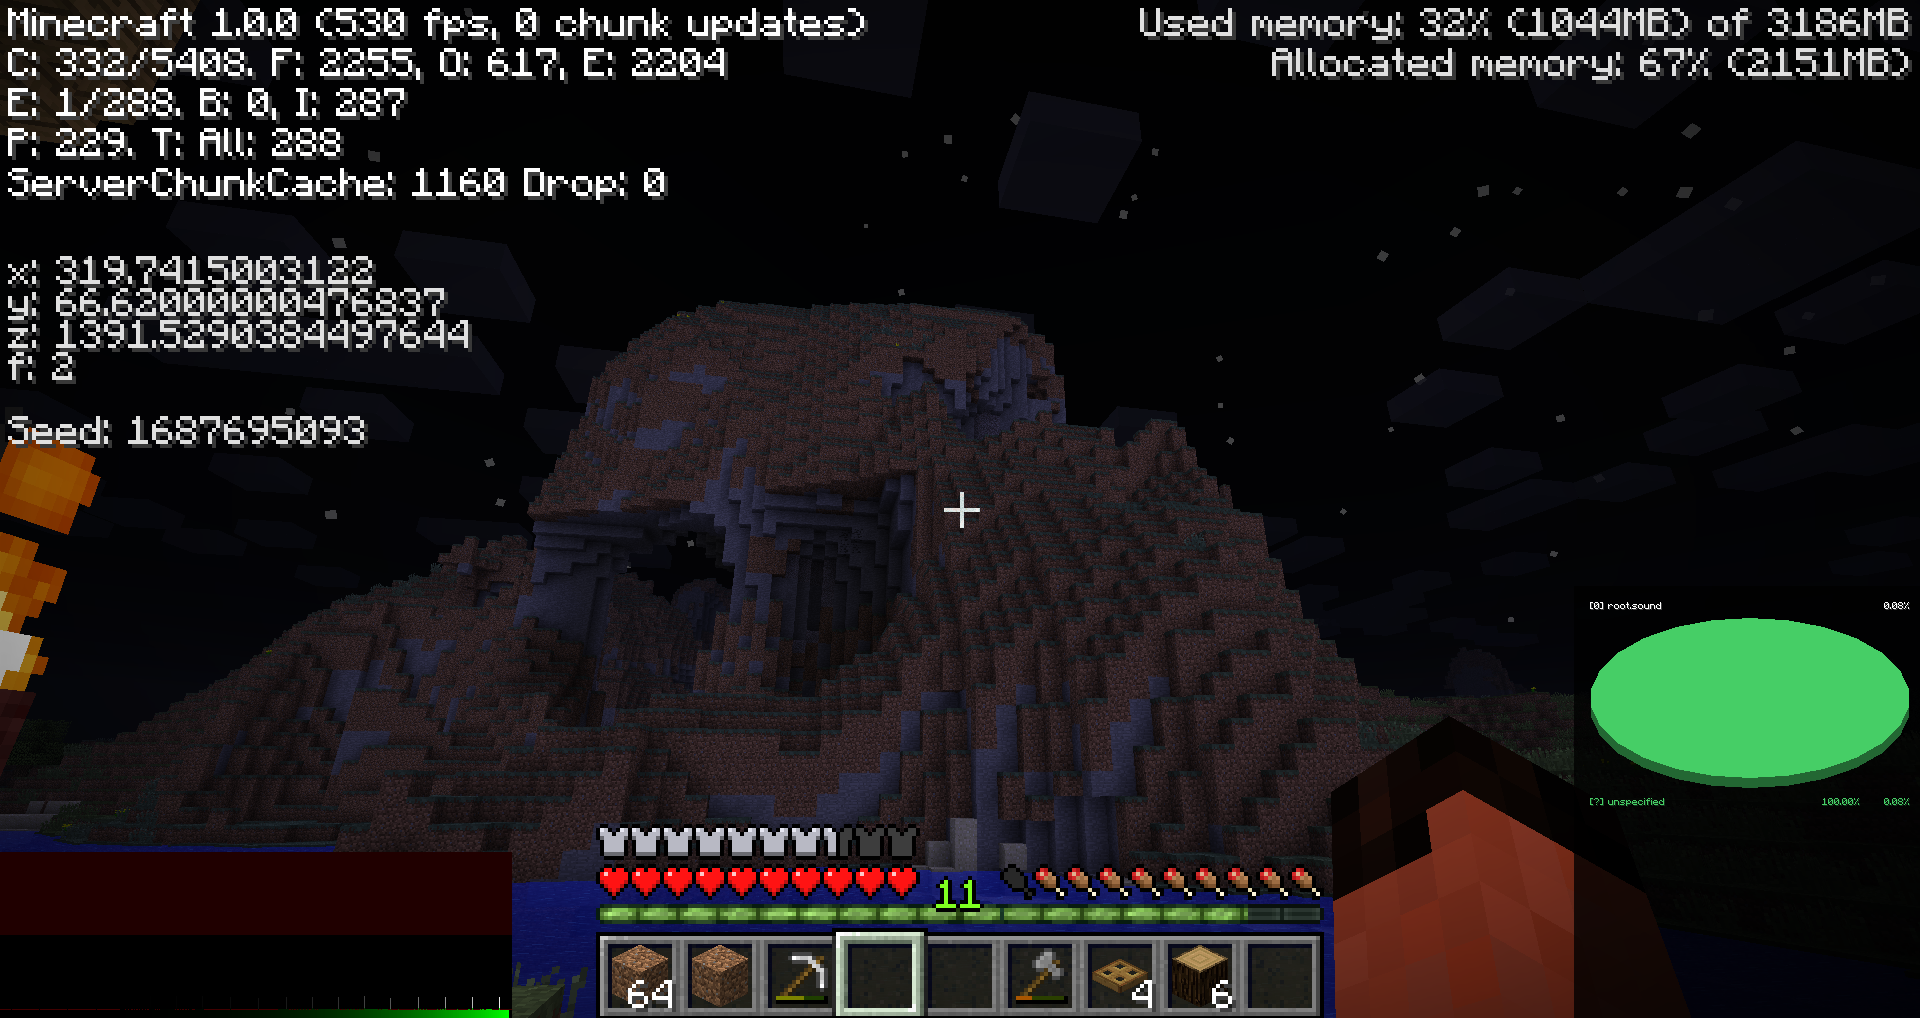 Minecraft 1.0.0 (530 fps, 0 chunk updates)
C: 332/5408. F: 2255, O: 617, E: 2204
E: 1/288. B: 0, I: 287
P: 229. T: All: 288
ServerChunkCache: 1160 Drop: 0
Used memory: 32% (1044MB) of 3186MB
Allocated memory: 67% (2151MB)
x: 319.7415003122
y: 66.62000000476837
z: 1391.5290384497644
f: 2
Seed: 1687695093
[0] root.sound 0.08%
[?] unspecified 100.00% 0.08%
11
64 4 6